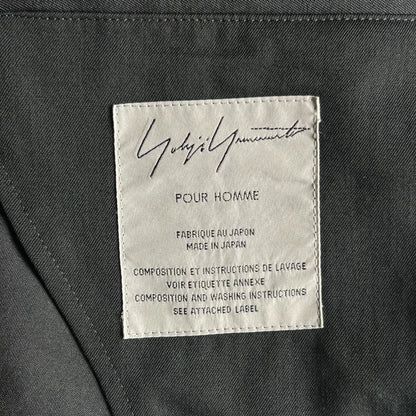 Yohji Yamamoto
POUR HOMME
FABRIQUE AU JAPON
MADE IN JAPAN
COMPOSITION ET INSTRUCTIONS DE LAVAGE
VOIR ETIQUETTE ANNEXE
COMPOSITION AND WASHING INSTRUCTIONS
SEE ATTACHED LABEL